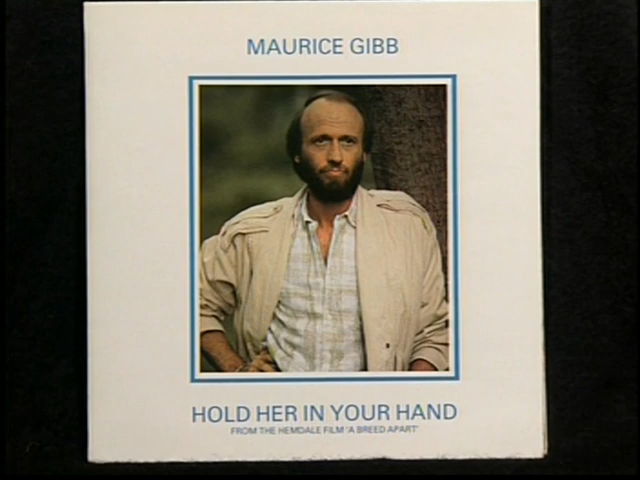 MAURICE GIBB
HOLD HER IN YOUR HAND
FROM THE HEMDALE FILM 'A BREED APART'